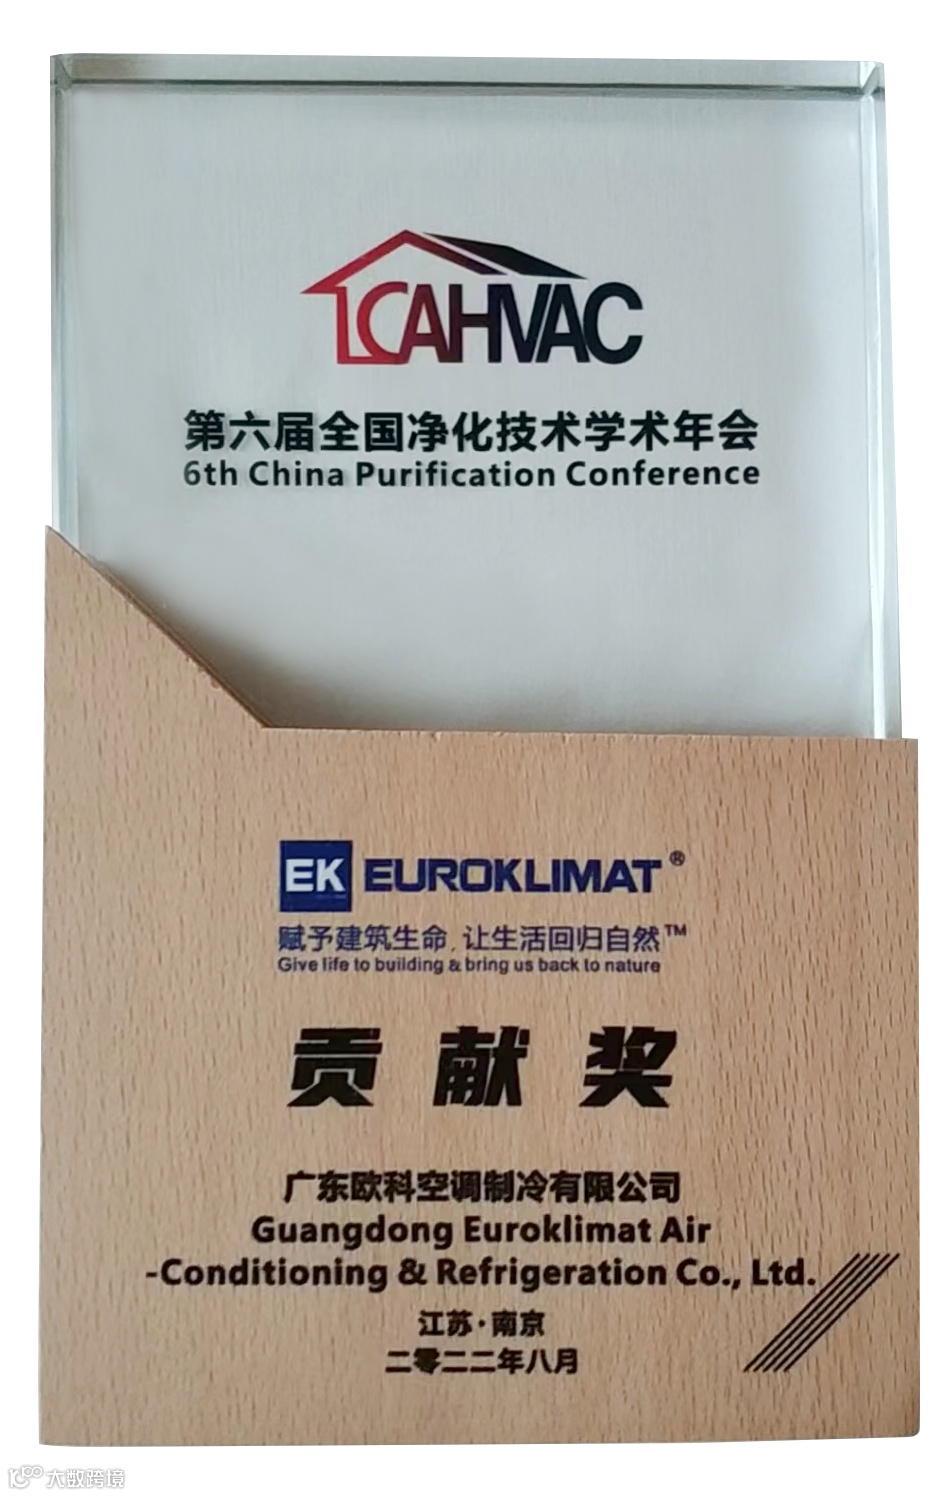 CAHVAC
第六届全国净化技术学术年会
6th China Purification Conference
EK EUROKLIMAT®
赋予建筑生命,让生活回归自然™
Give life to building & bring us back to nature
贡献奖
广东欧科空调制冷有限公司
Guangdong Euroklimat Air
-Conditioning & Refrigeration Co., Ltd.
江苏·南京
二零二二年八月
大数跨境